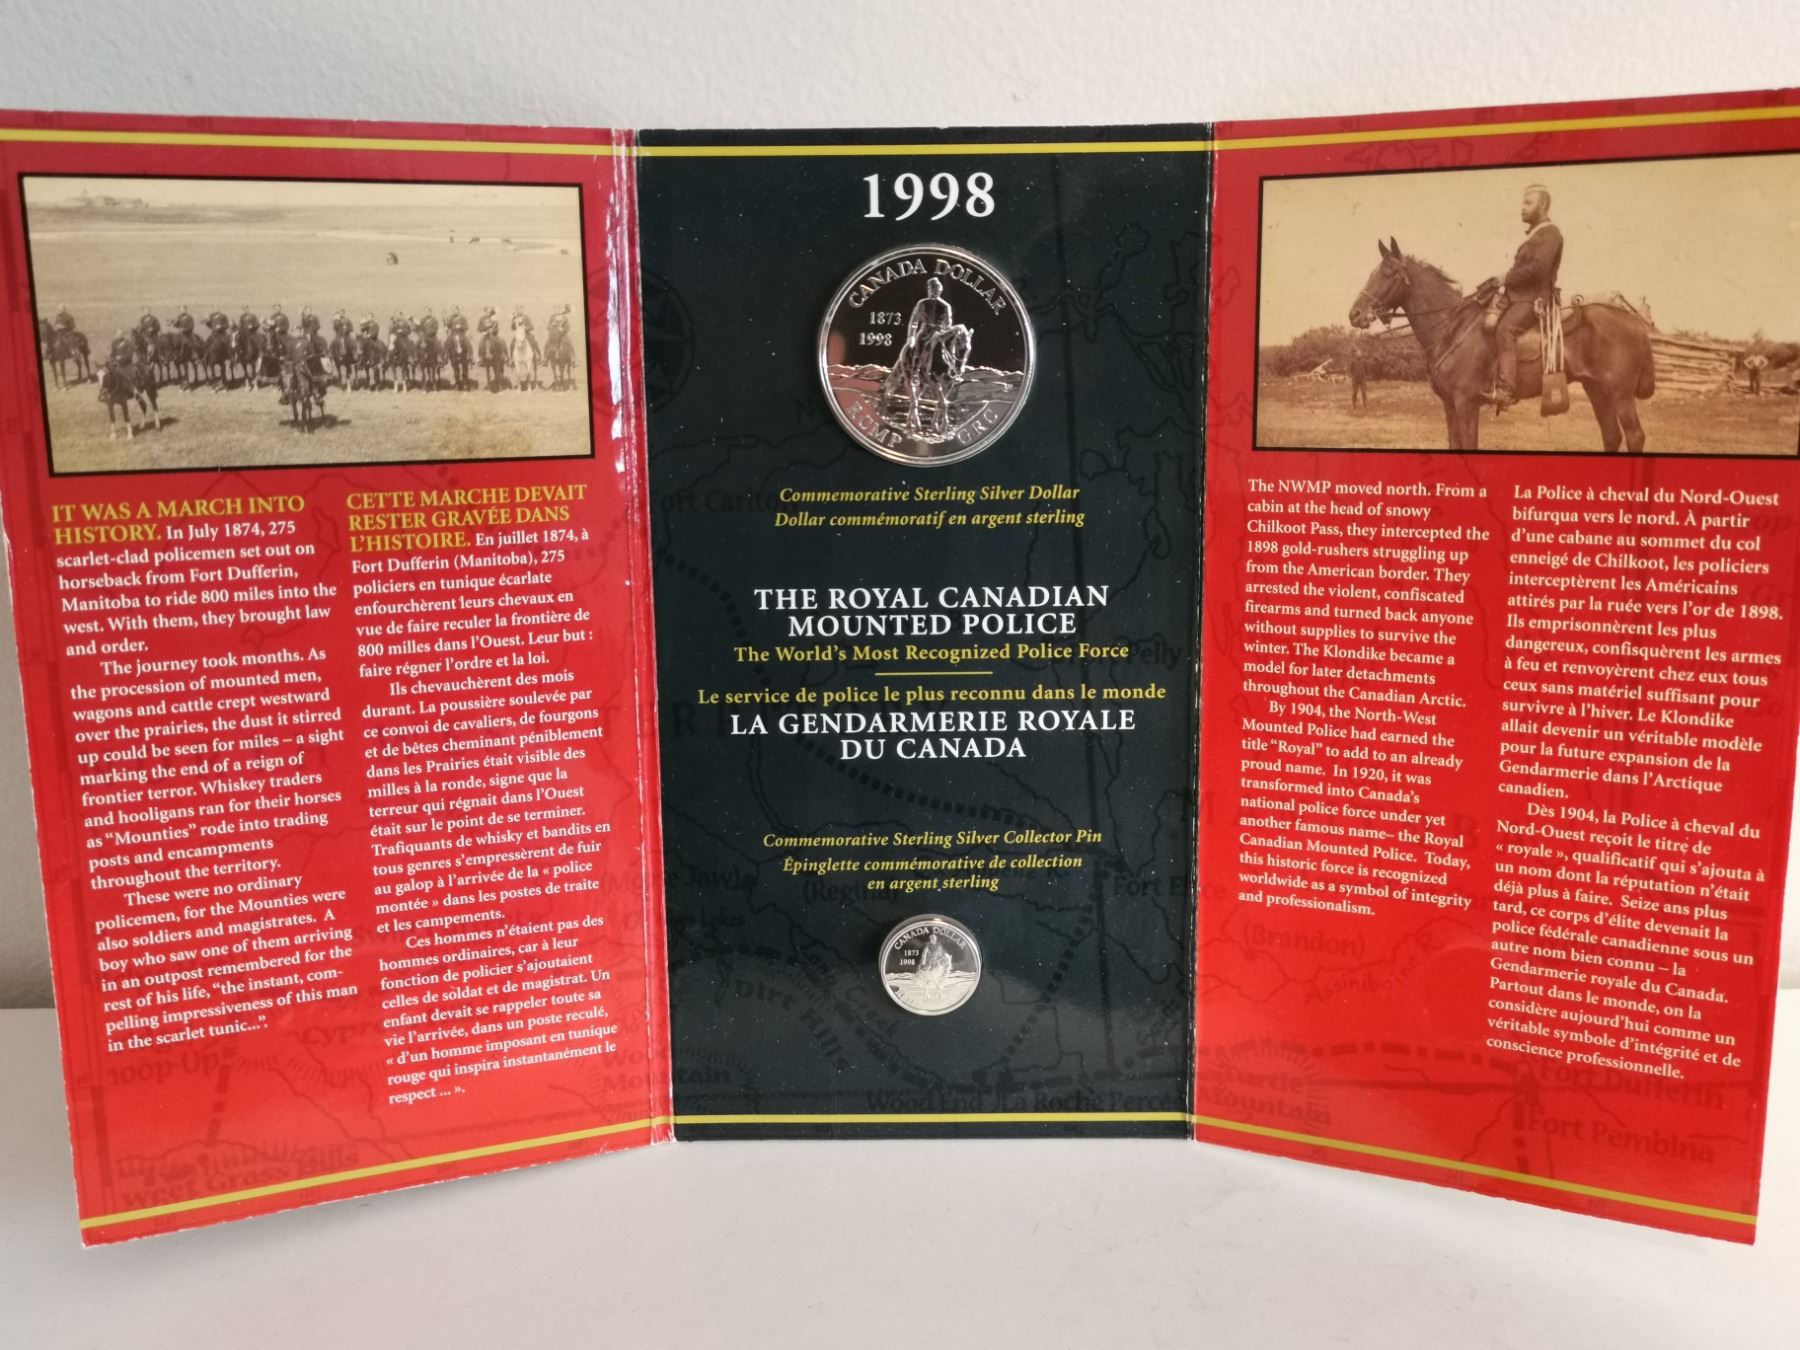 IT WAS A MARCH INTO
HISTORY. In July 1874, 275
scarlet-clad policemen set out on
horseback from Fort Dufferin,
Manitoba to ride 800 miles into the
west. With them, they brought law
and order.
The journey took months. As
the procession of mounted men,
wagons and cattle crept westward
over the prairies, the dust it stirred
up could be seen for miles – a sight
marking the end of a reign of
frontier terror. Whiskey traders
and hooligans ran for their horses
as "Mounties" rode into trading
posts and encampments
throughout the territory.
These were no ordinary
policemen, for the Mounties were
also soldiers and magistrates. A
boy who saw one of them arriving
in an outpost remembered for the
rest of his life, "the instant, com-
pelling impressiveness of this man
in the scarlet tunic...".
CETTE MARCHE DEVAIT
RESTER GRAVÉE DANS
L'HISTOIRE. En juillet 1874, à
Fort Dufferin (Manitoba), 275
policiers en tunique écarlate
enfourchèrent leurs chevaux en
vue de faire reculer la frontière de
800 milles dans l'Ouest. Leur but :
faire régner l'ordre et la loi.
Ils chevauchèrent des mois
durant. La poussière soulevée par
ce convoi de cavaliers, de fourgons
et de bêtes cheminant péniblement
dans les Prairies était visible des
milles à la ronde, signe que la
terreur qui régnait dans l'Ouest
était sur le point de se terminer.
Trafiquants de whisky et bandits en
tous genres s'empressèrent de fuir
au galop à l'arrivée de la « police
montée » dans les postes de traite
et les campements.
Ces hommes n'étaient pas des
hommes ordinaires, car à leur
fonction de policier s'ajoutaient
celles de soldat et de magistrat. Un
enfant devait se rappeler toute sa
vie l'arrivée, dans un poste reculé,
« d'un homme imposant en tunique
rouge qui inspira instantanément le
respect ... ».
1998
CANADA DOLLAR
1873
1998
RCMP GRC
Commemorative Sterling Silver Dollar
Dollar commémoratif en argent sterling
THE ROYAL CANADIAN
MOUNTED POLICE
The World's Most Recognized Police Force
Le service de police le plus reconnu dans le monde
LA GENDARMERIE ROYALE
DU CANADA
Commemorative Sterling Silver Collector Pin
Épinglette commémorative de collection
en argent sterling
CANADA DOLLAR
1873
1998
Fort Carlton
Pelly
(Moose Jaw)
(Regina)
Dirt Hills
Wood End
La Roche Percée
Sweet Grass Hills
The NWMP moved north. From a
cabin at the head of snowy
Chilkoot Pass, they intercepted the
1898 gold-rushers struggling up
from the American border. They
arrested the violent, confiscated
firearms and turned back anyone
without supplies to survive the
winter. The Klondike became a
model for later detachments
throughout the Canadian Arctic.
By 1904, the North-West
Mounted Police had earned the
title "Royal" to add to an already
proud name. In 1920, it was
transformed into Canada's
national police force under yet
another famous name– the Royal
Canadian Mounted Police. Today,
this historic force is recognized
worldwide as a symbol of integrity
and professionalism.
La Police à cheval du Nord-Ouest
bifurqua vers le nord. À partir
d'une cabane au sommet du col
enneigé de Chilkoot, les policiers
interceptèrent les Américains
attirés par la ruée vers l'or de 1898.
Ils emprisonnèrent les plus
dangereux, confisquèrent les armes
à feu et renvoyèrent chez eux tous
ceux sans matériel suffisant pour
survivre à l'hiver. Le Klondike
allait devenir un véritable modèle
pour la future expansion de la
Gendarmerie dans l'Arctique
canadien.
Dès 1904, la Police à cheval du
Nord-Ouest reçoit le titre de
« royale », qualificatif qui s'ajouta à
un nom dont la réputation n'était
déjà plus à faire. Seize ans plus
tard, ce corps d'élite devenait la
police fédérale canadienne sous un
autre nom bien connu – la
Gendarmerie royale du Canada.
Partout dans le monde, on la
considère aujourd'hui comme un
véritable symbole d'intégrité et de
conscience professionnelle.
(Brandon)
Turtle
Mountain
Fort Dufferin
Fort Pembina